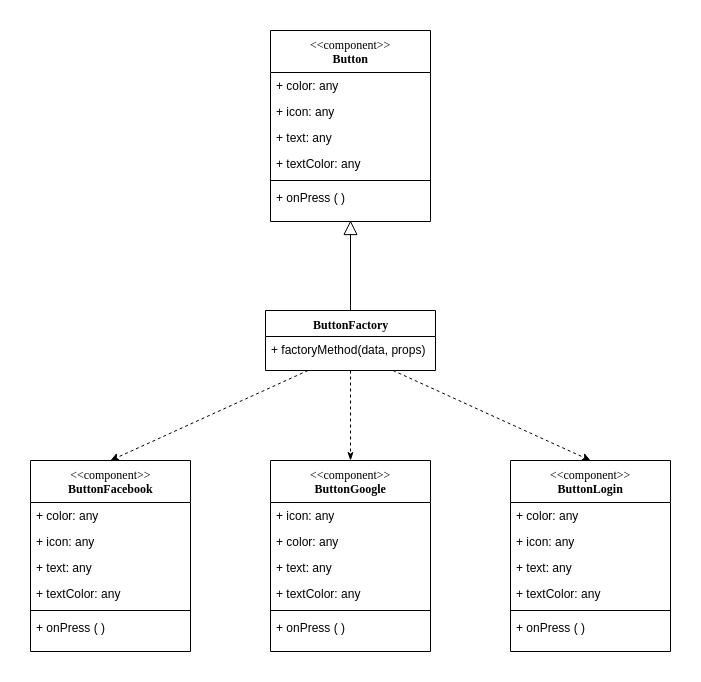 <<component>>
Button
+ color: any
+ icon: any
+ text: any
+ textColor: any
+ onPress ( )
ButtonFactory
+ factoryMethod(data, props)
<<component>>
ButtonFacebook
+ color: any
+ icon: any
+ text: any
+ textColor: any
+ onPress ( )
<<component>>
ButtonGoogle
+ icon: any
+ color: any
+ text: any
+ textColor: any
+ onPress ( )
<<component>>
ButtonLogin
+ color: any
+ icon: any
+ text: any
+ textColor: any
+ onPress ( )